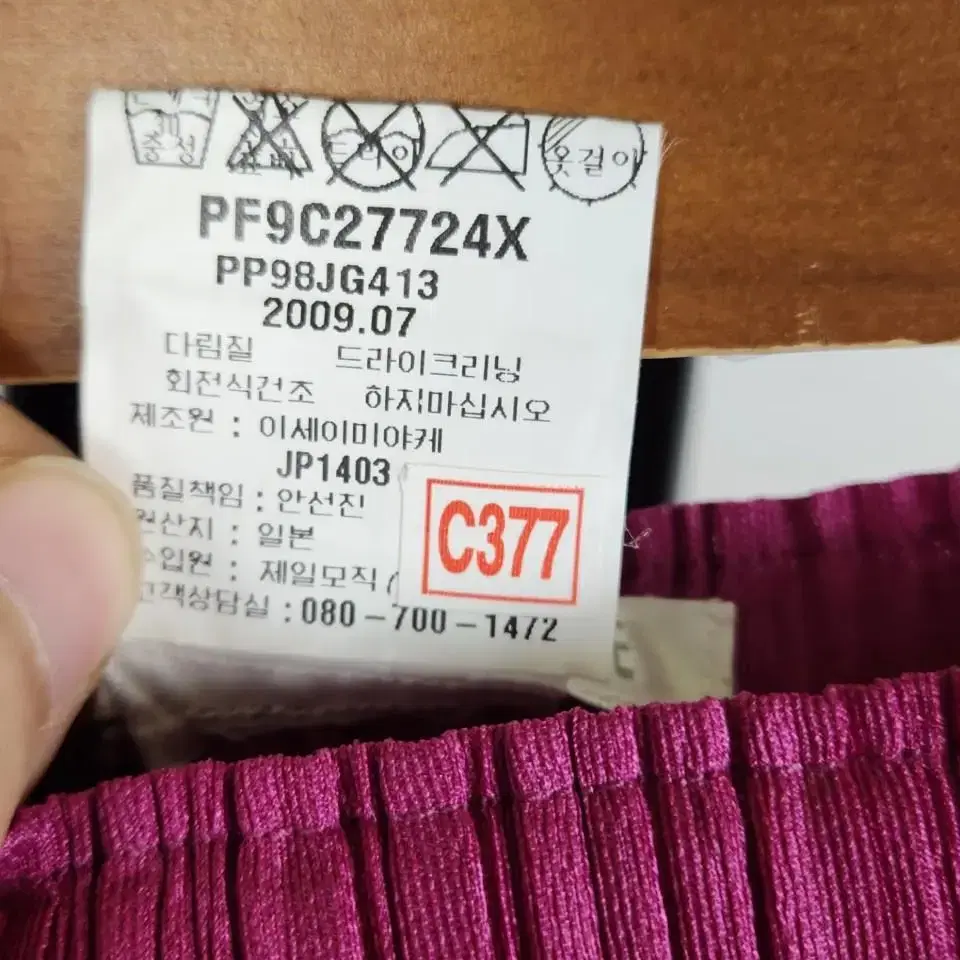 중성
드라이
옷걸이
PF9C27724X
PP98JG413
2009.07
다림질 드라이크리닝
회전식건조 하지마십시오
제조원 : 이세이미야케
JP1403
품질책임 : 안선진
원산지 : 일본
수입원 : 제일모직(
고객상담실 : 080-700-1472
C377